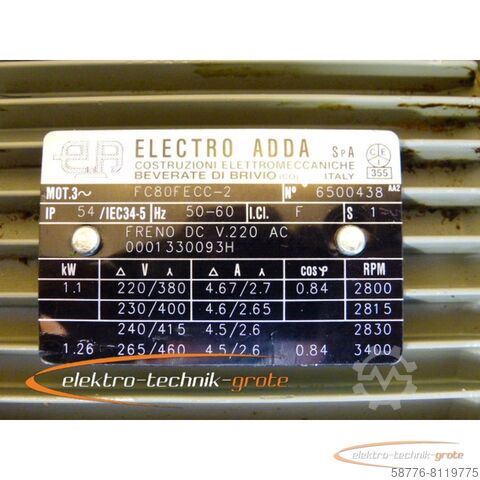 ep ELECTRO ADDA SpA
COSTRUZIONI ELETTROMECCANICHE
BEVERATE DI BRIVIO (CO) ITALY
CEI
355
MOT.3~ FC80FECC-2 N° 6500438 AA2
IP 54 /IEC34-5 Hz 50-60 I.Cl. F S 1
FRENO DC V.220 AC
0001330093H
kW Δ V ⅄ Δ A ⅄ cosφ RPM
1.1 220/380 4.67/2.7 0.84 2800
230/400 4.6/2.65 2815
240/415 4.5/2.6 2830
1.26 265/460 4.5/2.6 0.84 3400
elektro-technik-grote
elektro-technik-grote
58776-8119775